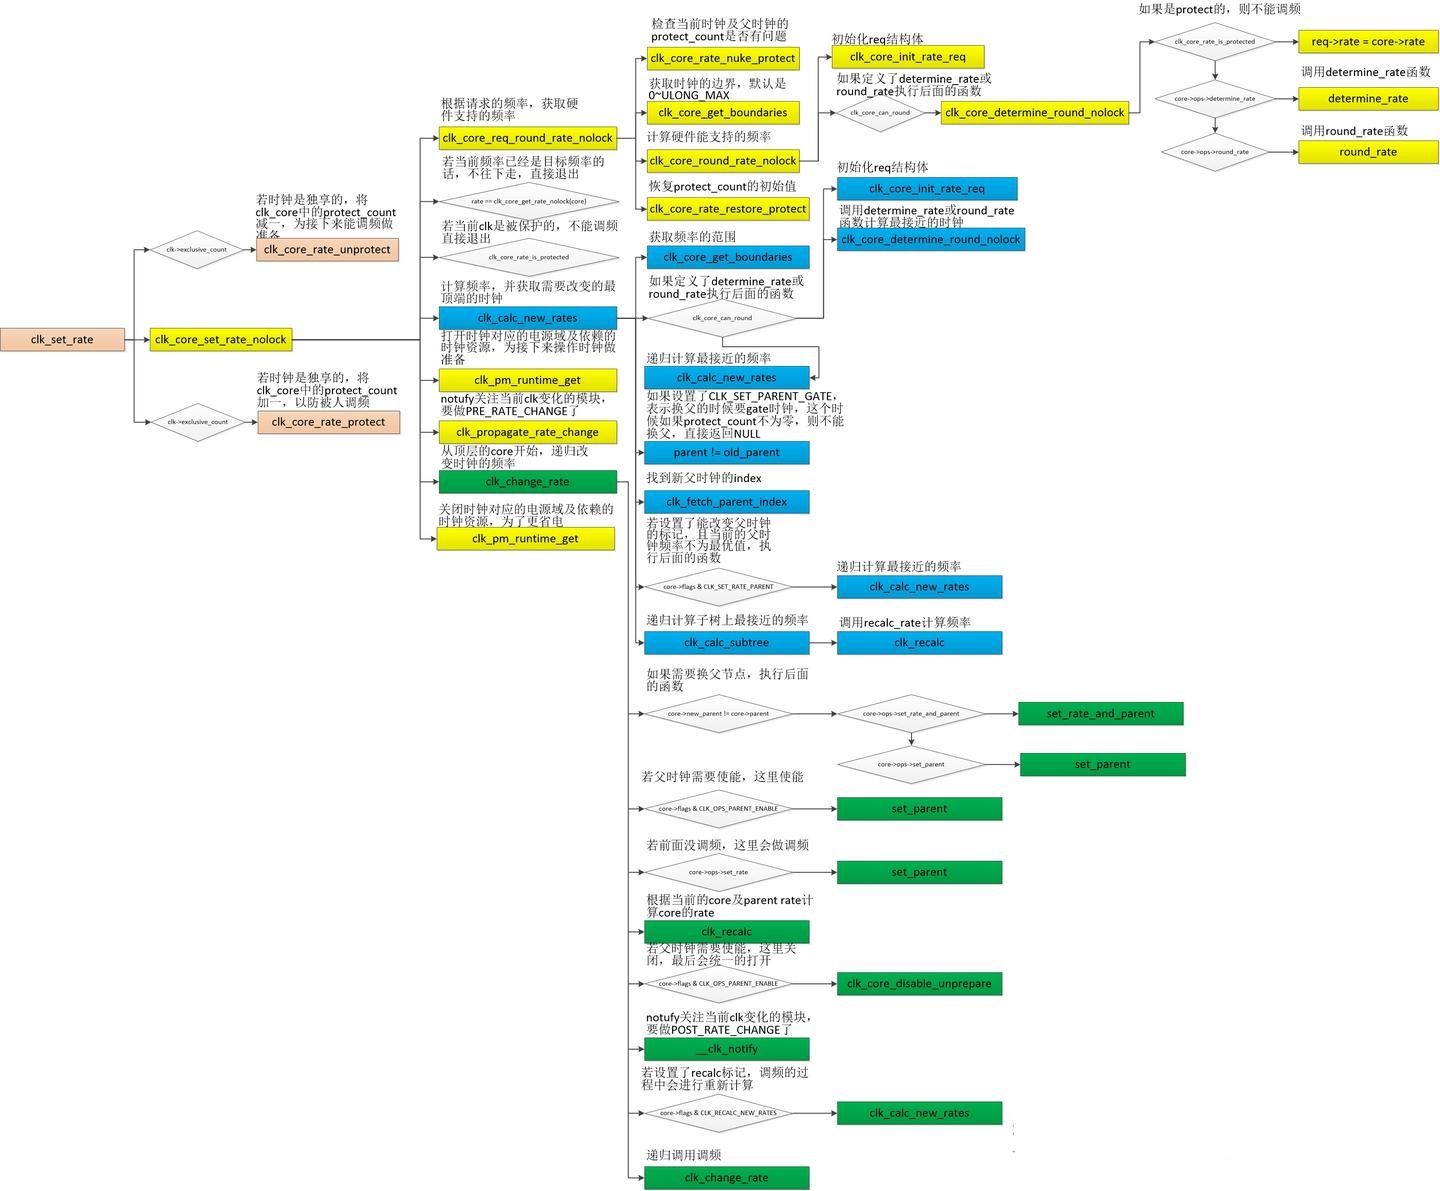 clk_set_rate
若时钟是独享的，将
clk_core中的protect_count
减一，为接下来能调频做
准备
clk->exclusive_count
clk_core_rate_unprotect
clk_core_set_rate_nolock
若时钟是独享的，将
clk_core中的protect_count
加一，以防被人调频
clk->exclusive_count
clk_core_rate_protect
根据请求的频率，获取硬
件支持的频率
clk_core_req_round_rate_nolock
若当前频率已经是目标频率的
话，不往下走，直接退出
rate == clk_core_get_rate_nolock(core)
若当前clk是被保护的，不能调频
直接退出
clk_core_rate_is_protected
计算频率，并获取需要改变的最
顶端的时钟
clk_calc_new_rates
打开时钟对应的电源域及依赖的
时钟资源，为接下来操作时钟做
准备
clk_pm_runtime_get
notufy关注当前clk变化的模块，
要做PRE_RATE_CHANGE了
clk_propagate_rate_change
从顶层的core开始，递归改
变时钟的频率
clk_change_rate
关闭时钟对应的电源域及依赖的
时钟资源，为了更省电
clk_pm_runtime_get
检查当前时钟及父时钟的
protect_count是否有问题
clk_core_rate_nuke_protect
获取时钟的边界，默认是
0~ULONG_MAX
clk_core_get_boundaries
计算硬件能支持的频率
clk_core_round_rate_nolock
恢复protect_count的初始值
clk_core_rate_restore_protect
初始化req结构体
clk_core_init_rate_req
如果定义了determine_rate或
round_rate执行后面的函数
clk_core_can_round
clk_core_determine_round_nolock
如果是protect的，则不能调频
clk_core_rate_is_protected
req->rate = core->rate
调用determine_rate函数
core->ops->determine_rate
determine_rate
调用round_rate函数
core->ops->round_rate
round_rate
获取频率的范围
clk_core_get_boundaries
如果定义了determine_rate或
round_rate执行后面的函数
clk_core_can_round
初始化req结构体
clk_core_init_rate_req
调用determine_rate或round_rate
函数计算最接近的时钟
clk_core_determine_round_nolock
递归计算最接近的频率
clk_calc_new_rates
如果设置了CLK_SET_PARENT_GATE，
表示换父的时候要gate时钟，这个时
候如果protect_count不为零，则不能
换父，直接返回NULL
parent != old_parent
找到新父时钟的index
clk_fetch_parent_index
若设置了能改变父时钟
的标记，且当前的父时
钟频率不为最优值，执
行后面的函数
core->flags & CLK_SET_RATE_PARENT
递归计算最接近的频率
clk_calc_new_rates
递归计算子树上最接近的频率
clk_calc_subtree
调用recalc_rate计算频率
clk_recalc
如果需要换父节点，执行后面
的函数
core->new_parent != core->parent
core->ops->set_rate_and_parent
set_rate_and_parent
core->ops->set_parent
set_parent
若父时钟需要使能，这里使能
core->flags & CLK_OPS_PARENT_ENABLE
set_parent
若前面没调频，这里会做调频
core->ops->set_rate
set_parent
根据当前的core及parent rate计
算core的rate
clk_recalc
若父时钟需要使能，这里关
闭，最后会统一的打开
core->flags & CLK_OPS_PARENT_ENABLE
clk_core_disable_unprepare
notufy关注当前clk变化的模块，
要做POST_RATE_CHANGE了
__clk_notify
若设置了recalc标记，调频的过
程中会进行重新计算
core->flags & CLK_RECALC_NEW_RATES
clk_calc_new_rates
递归调用调频
clk_change_rate